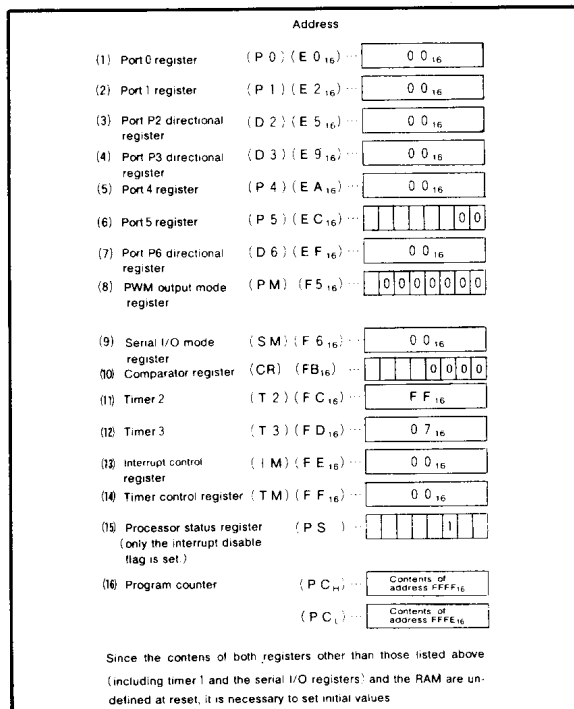 Address
(1) Port 0 register (P0) (E0₁₆) ··· 00₁₆
(2) Port 1 register (P1) (E2₁₆) ··· 00₁₆
(3) Port P2 directional register (D2) (E5₁₆) ··· 00₁₆
(4) Port P3 directional register (D3) (E9₁₆) ··· 00₁₆
(5) Port 4 register (P4) (EA₁₆) ··· 00₁₆
(6) Port 5 register (P5) (EC₁₆) ··· 0 0
(7) Port P6 directional register (D6) (EF₁₆) ··· 00₁₆
(8) PWM output mode register (PM) (F5₁₆) ··· 0 0 0 0 0 0 0
(9) Serial I/O mode register (SM) (F6₁₆) ··· 00₁₆
(10) Comparator register (CR) (FB₁₆) ··· 0 0 0 0
(11) Timer 2 (T2) (FC₁₆) ··· FF₁₆
(12) Timer 3 (T3) (FD₁₆) ··· 07₁₆
(13) Interrupt control register (IM) (FE₁₆) ··· 00₁₆
(14) Timer control register (TM) (FF₁₆) ··· 00₁₆
(15) Processor status register (PS ) ··· 1
(only the interrupt disable
flag is set.)
(16) Program counter (PC_H) ··· Contents of address FFFF₁₆
(PC_L) ··· Contents of address FFFE₁₆
Since the contens of both registers other than those listed above
(including timer 1 and the serial I/O registers) and the RAM are un-
defined at reset, it is necessary to set initial values